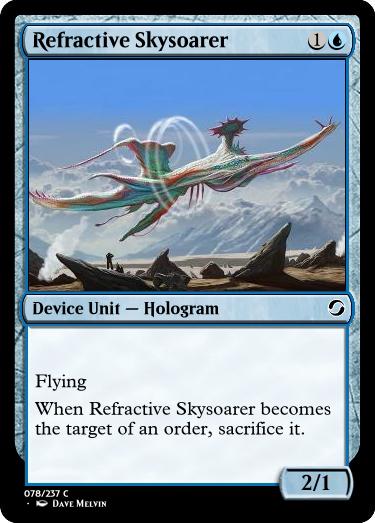 Refractive Skysoarer 1
Device Unit — Hologram
Flying
When Refractive Skysoarer becomes
the target of an order, sacrifice it.
2/1
078/237 C
· Dave Melvin